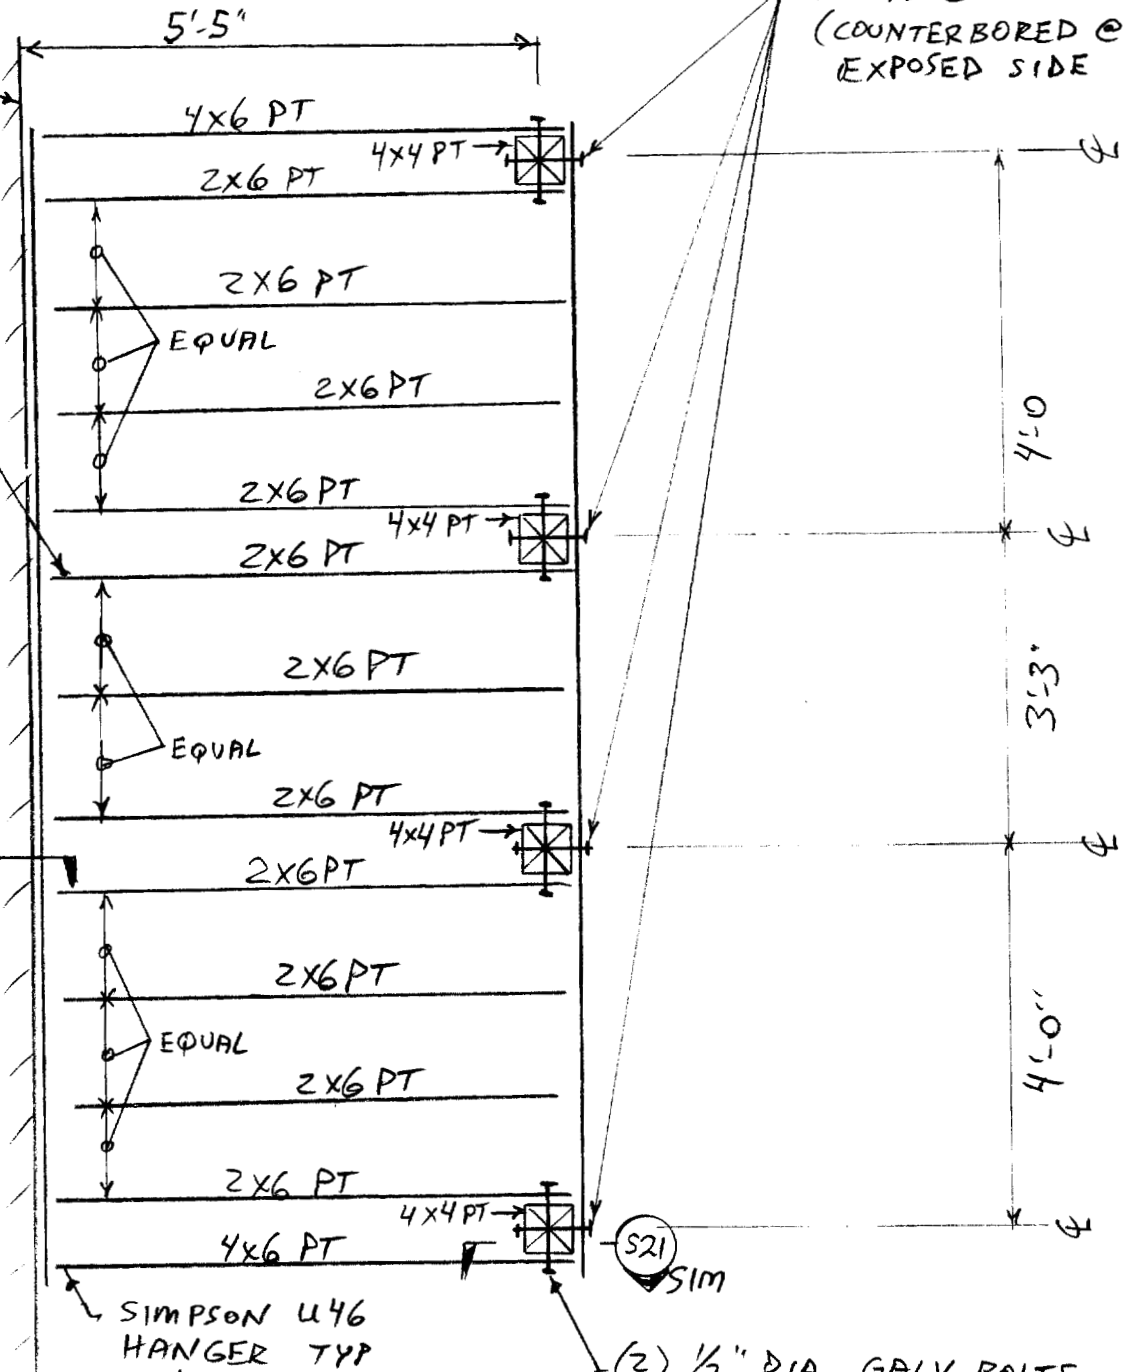 5'-5"
(COUNTERBORED @
EXPOSED SIDE
4X6 PT
4X4 PT
2X6 PT
2X6 PT
EQUAL
2X6 PT
4'-0
2X6 PT
4X4 PT
2X6 PT
2X6 PT
3'-3"
EQUAL
2X6 PT
4X4 PT
2X6 PT
2X6 PT
EQUAL
4'-0"
2X6 PT
2X6 PT
4X4 PT
4X6 PT
S21
SIM
SIMPSON U46
HANGER TYP
(2) 1/2" DIA GALV BOLTS